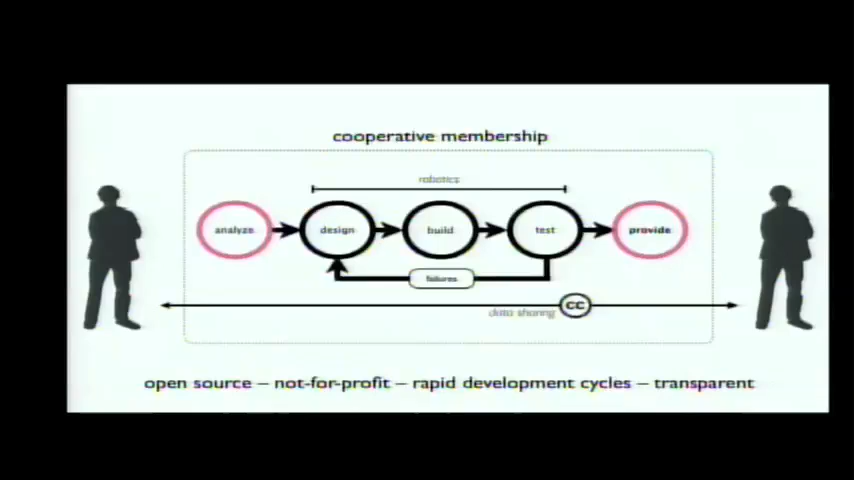 cooperative membership
robotics
analyze
design
build
test
provide
failures
data sharing
CC
open source – not-for-profit – rapid development cycles – transparent